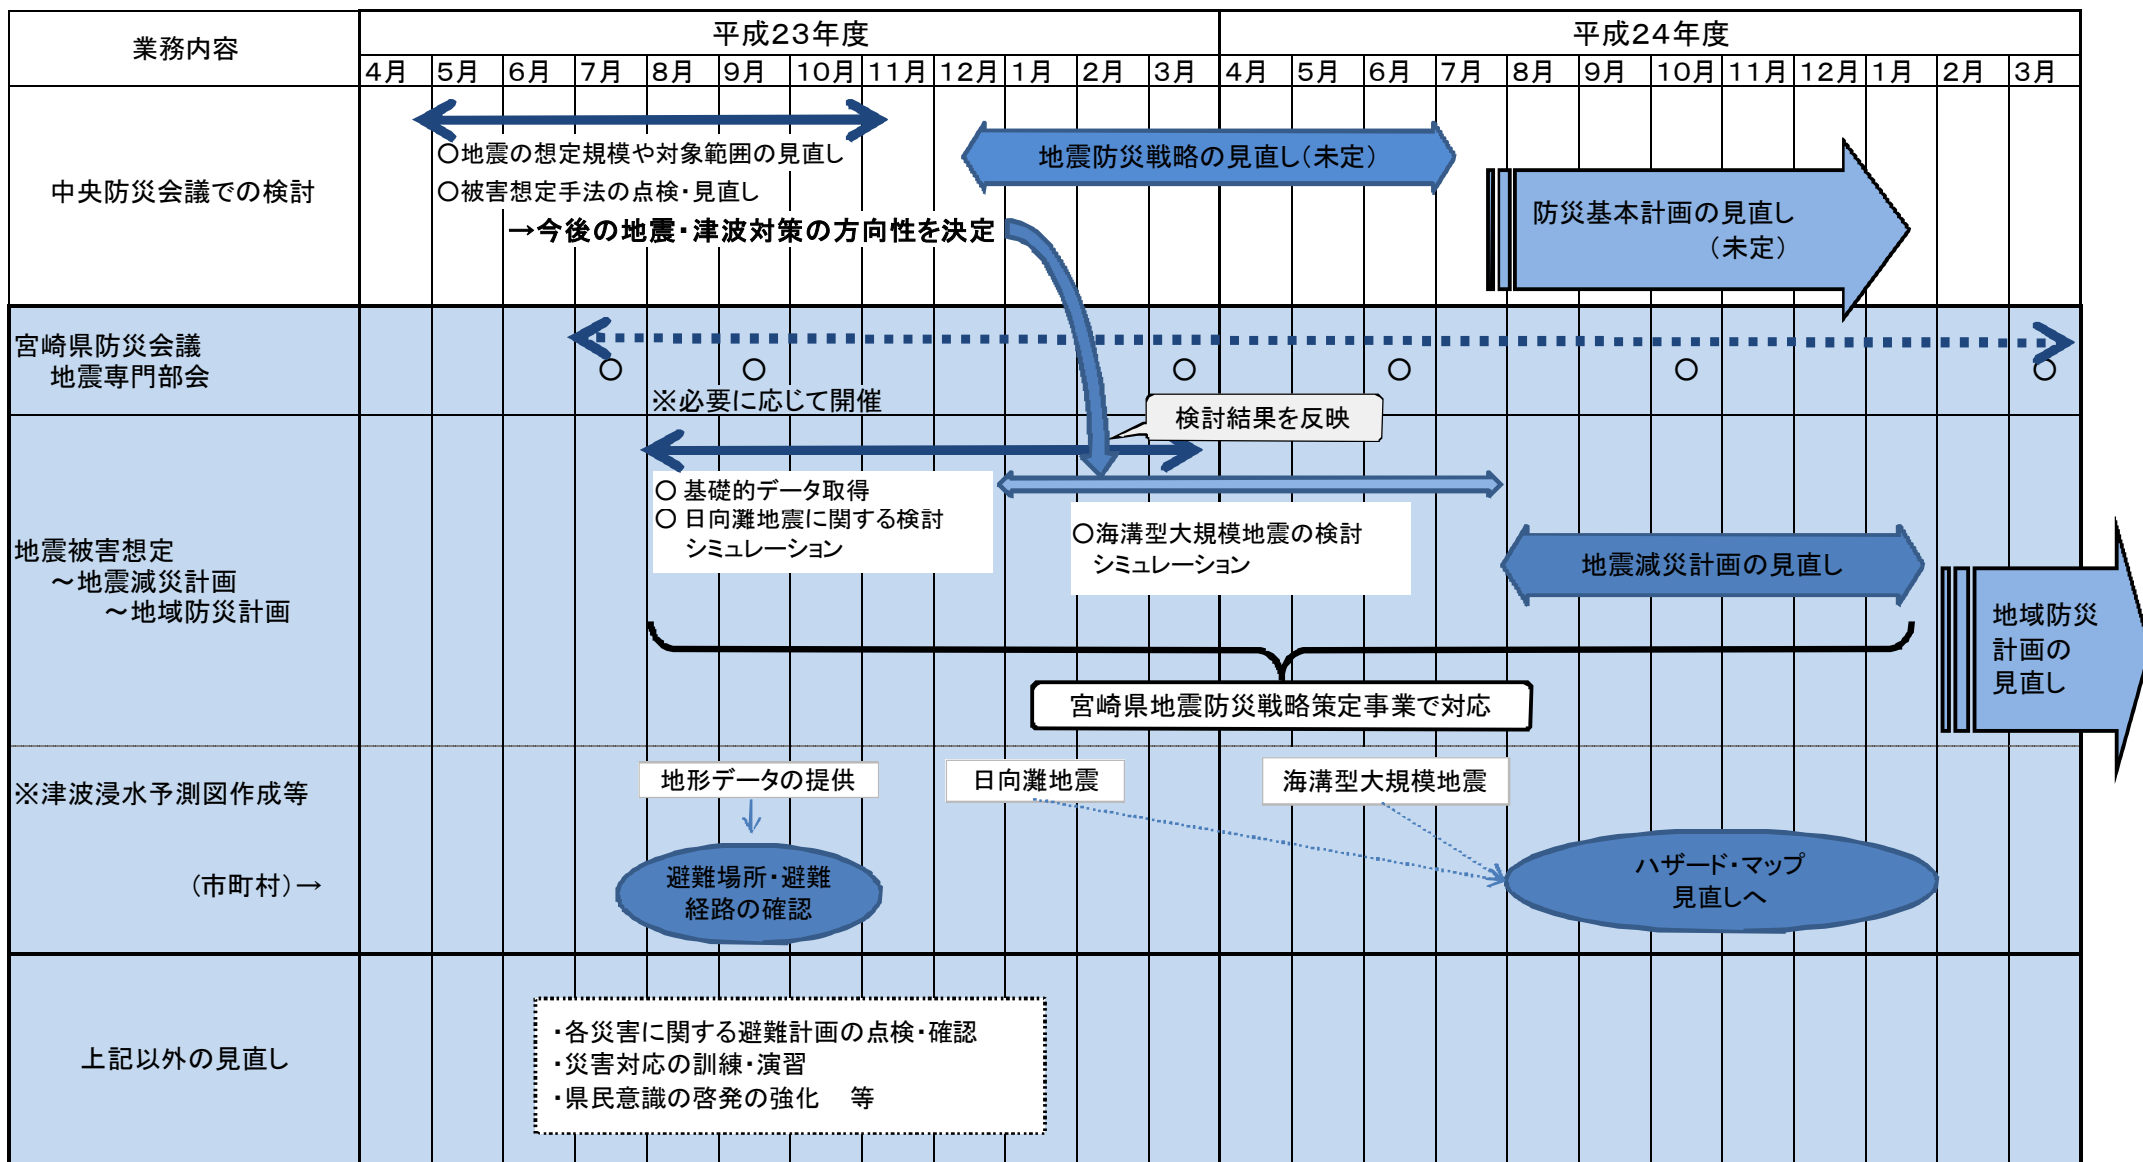 業務内容
平成23年度
平成24年度
4月 5月 6月 7月 8月 9月 10月 11月 12月 1月 2月 3月 4月 5月 6月 7月 8月 9月 10月 11月 12月 1月 2月 3月
中央防災会議での検討
○地震の想定規模や対象範囲の見直し
○被害想定手法の点検・見直し
→今後の地震・津波対策の方向性を決定
地震防災戦略の見直し(未定)
防災基本計画の見直し
(未定)
宮崎県防災会議
地震専門部会
○ ○ ○ ○ ○ ○
※必要に応じて開催
検討結果を反映
地震被害想定
～地震減災計画
～地域防災計画
○ 基礎的データ取得
○ 日向灘地震に関する検討
シミュレーション
○海溝型大規模地震の検討
シミュレーション
地震減災計画の見直し
地域防災
計画の
見直し
宮崎県地震防災戦略策定事業で対応
※津波浸水予測図作成等
(市町村)→
地形データの提供
日向灘地震
海溝型大規模地震
避難場所・避難
経路の確認
ハザード・マップ
見直しへ
上記以外の見直し
・各災害に関する避難計画の点検・確認
・災害対応の訓練・演習
・県民意識の啓発の強化　等